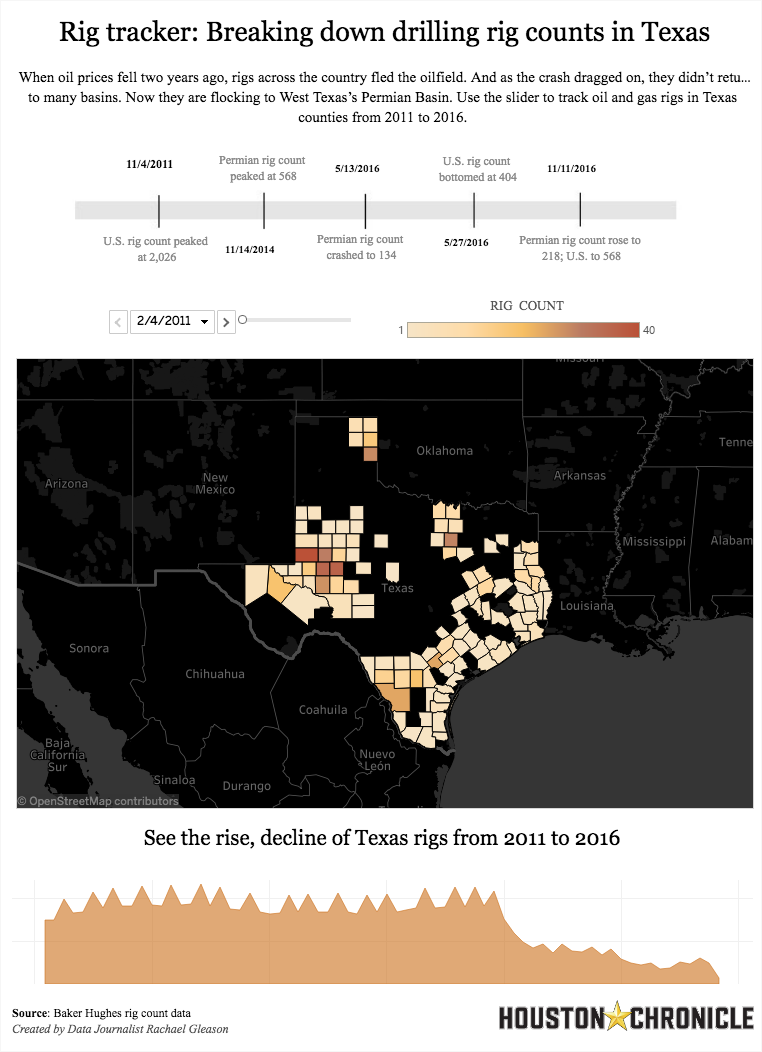 Rig tracker: Breaking down drilling rig counts in Texas
When oil prices fell two years ago, rigs across the country fled the oilfield. And as the crash dragged on, they didn't retu...
to many basins. Now they are flocking to West Texas's Permian Basin. Use the slider to track oil and gas rigs in Texas
counties from 2011 to 2016.
11/4/2011
Permian rig count
peaked at 568
5/13/2016
U.S. rig count
bottomed at 404
11/11/2016
U.S. rig count peaked
at 2,026
11/14/2014
Permian rig count
crashed to 134
5/27/2016
Permian rig count rose to
218; U.S. to 568
RIG COUNT
2/4/2011
1
40
Missouri
Oklahoma
Tenne
Arizona
New
Mexico
Arkansas
Mississippi
Alabam
Texas
Louisiana
Sonora
Chihuahua
Coahuila
Baja
California
Sur
Nuevo
León
Sinaloa
Durango
© OpenStreetMap contributors
See the rise, decline of Texas rigs from 2011 to 2016
Source: Baker Hughes rig count data
Created by Data Journalist Rachael Gleason
HOUSTON CHRONICLE